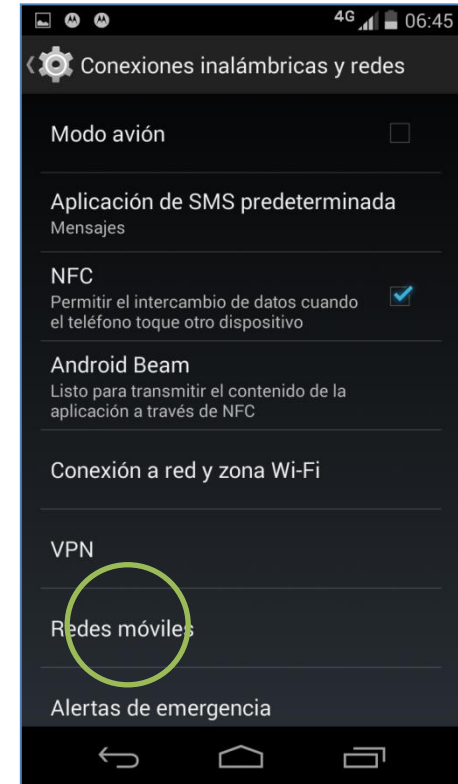 4G 06:45
Conexiones inalámbricas y redes
Modo avión
Aplicación de SMS predeterminada
Mensajes
NFC
Permitir el intercambio de datos cuando
el teléfono toque otro dispositivo
Android Beam
Listo para transmitir el contenido de la
aplicación a través de NFC
Conexión a red y zona Wi-Fi
VPN
Redes móviles
Alertas de emergencia